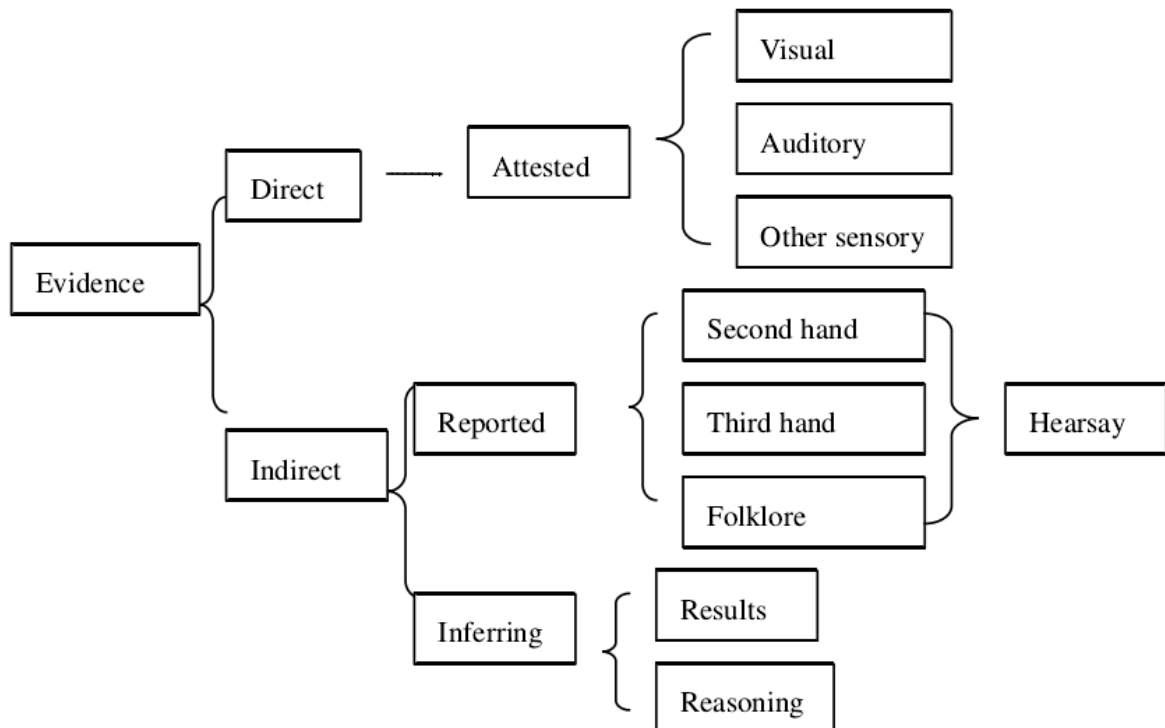 Visual
Auditory
Attested
Direct
Other sensory
Evidence
Second hand
Reported
Third hand
Hearsay
Indirect
Folklore
Results
Inferring
Reasoning